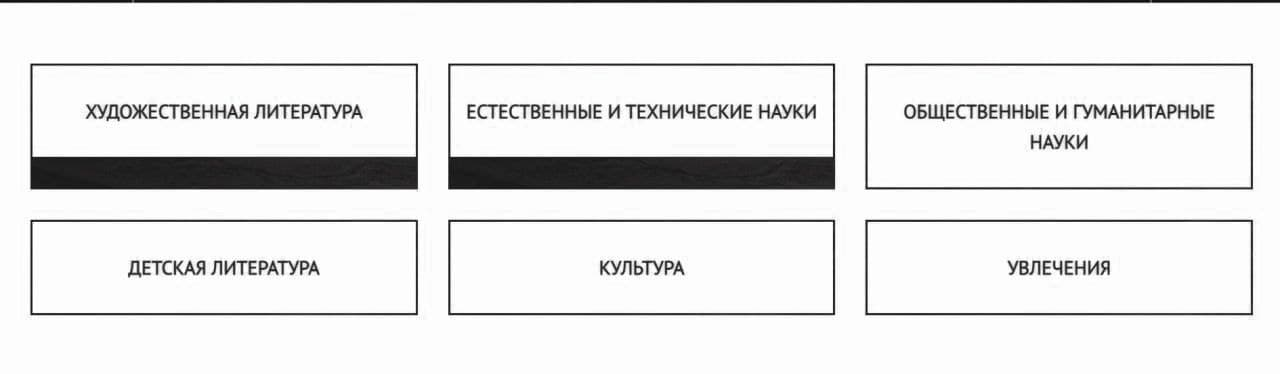 ХУДОЖЕСТВЕННАЯ ЛИТЕРАТУРА
ЕСТЕСТВЕННЫЕ И ТЕХНИЧЕСКИЕ НАУКИ
ОБЩЕСТВЕННЫЕ И ГУМАНИТАРНЫЕ
НАУКИ
ДЕТСКАЯ ЛИТЕРАТУРА
КУЛЬТУРА
УВЛЕЧЕНИЯ